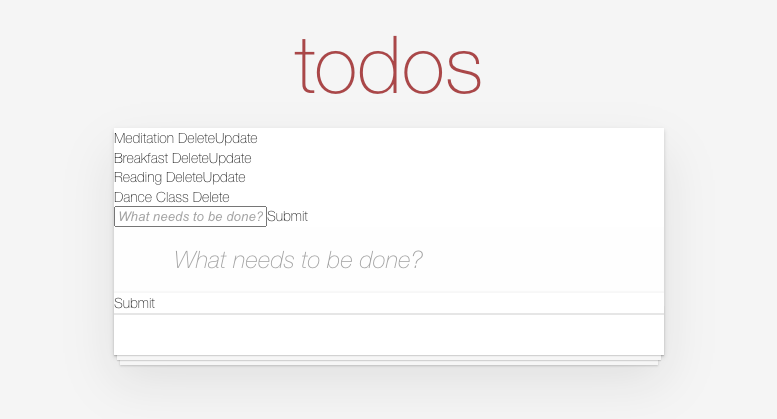 todos
Meditation DeleteUpdate
Breakfast DeleteUpdate
Reading DeleteUpdate
Dance Class Delete
What needs to be done? Submit
What needs to be done?
Submit